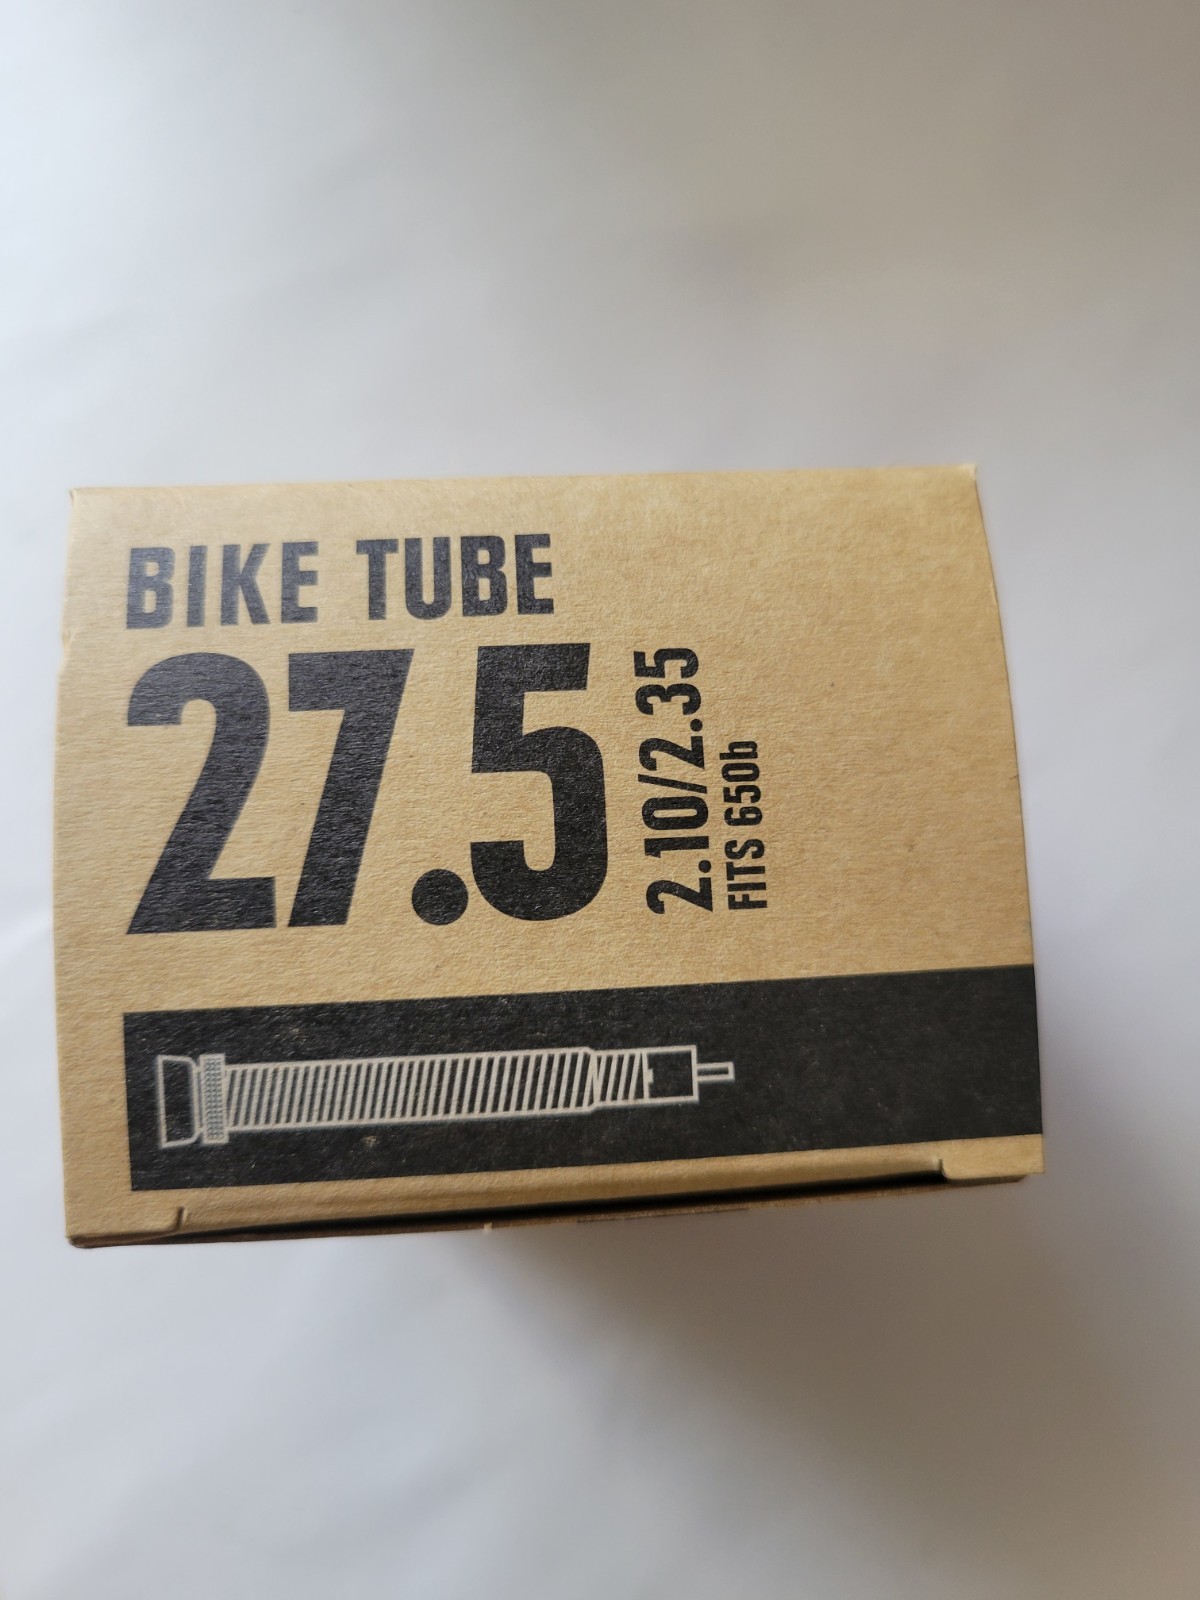 BIKE TUBE
27.5
2.10/2.35
FITS 650b